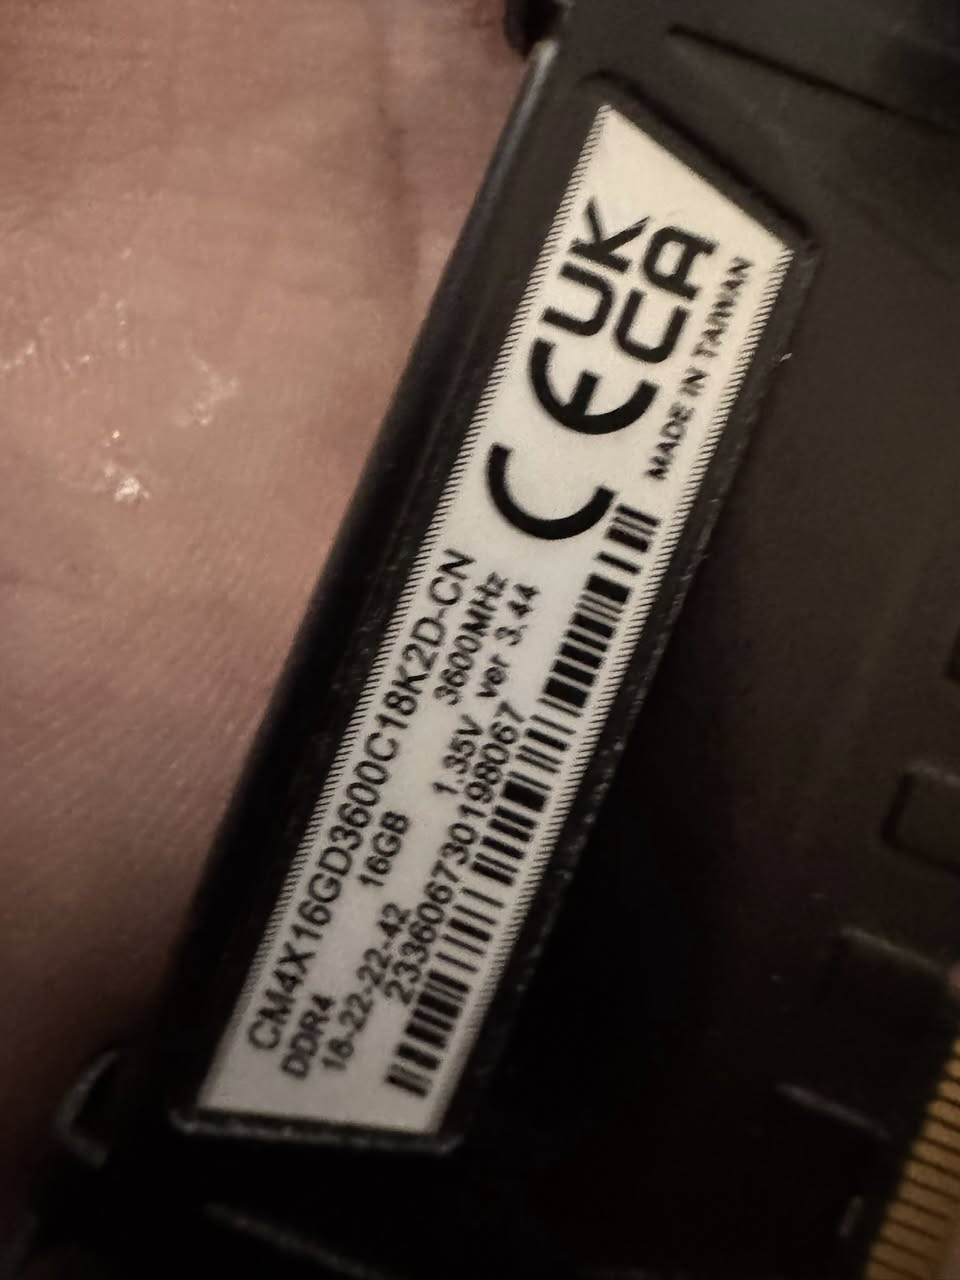 CM4X16GD3600C18K2D-CN
DDR4 16GB 3600MHz
18-22-22-42 1.35V Ver 3.44
233606730198067
CE UK
CA
MADE IN TAIWAN